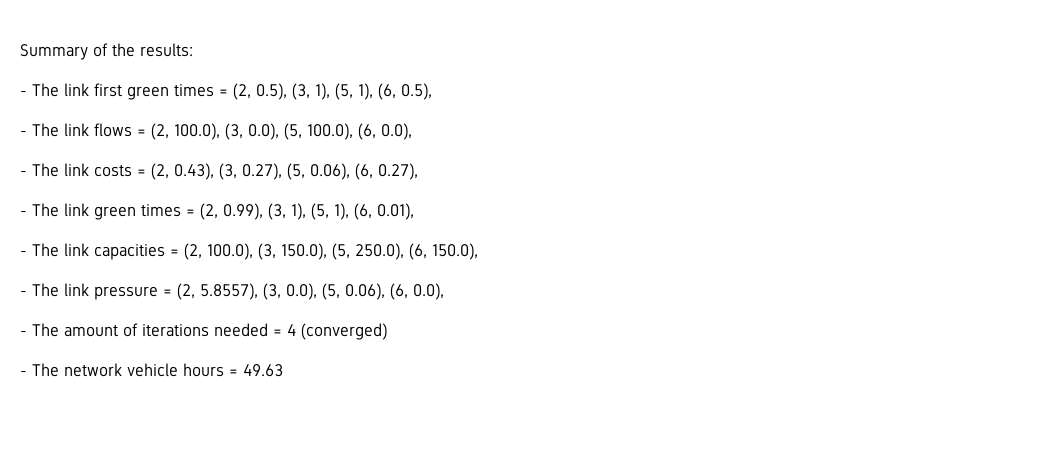 Summary of the results:
- The link first green times = (2, 0.5), (3, 1), (5, 1), (6, 0.5),
- The link flows = (2, 100.0), (3, 0.0), (5, 100.0), (6, 0.0),
- The link costs = (2, 0.43), (3, 0.27), (5, 0.06), (6, 0.27),
- The link green times = (2, 0.99), (3, 1), (5, 1), (6, 0.01),
- The link capacities = (2, 100.0), (3, 150.0), (5, 250.0), (6, 150.0),
- The link pressure = (2, 5.8557), (3, 0.0), (5, 0.06), (6, 0.0),
- The amount of iterations needed = 4 (converged)
- The network vehicle hours = 49.63